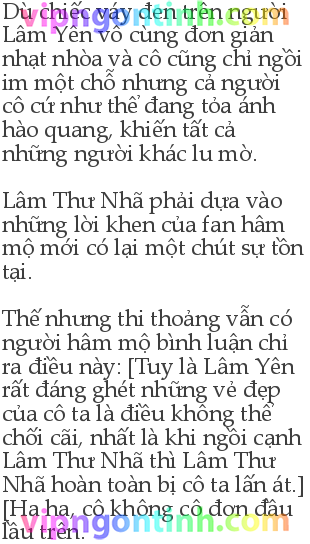 Dù chiếc váy đen trên người
Lâm Yên vô cùng đơn giản
nhạt nhòa và cô cũng chỉ ngồi
im một chỗ nhưng cả người
cô cứ như thể đang tỏa ánh
hào quang, khiến tất cả
những người khác lu mờ.

Lâm Thư Nhã phải dựa vào
những lời khen của fan hâm
mộ mới có lại một chút sự tồn
tại.

Thế nhưng thi thoảng vẫn có
người hâm mộ bình luận chỉ
ra điều này: [Tuy là Lâm Yên
rất đáng ghét những vẻ đẹp
của cô ta là điều không thể
chối cãi, nhất là khi ngồi cạnh
Lâm Thư Nhã thì Lâm Thư
Nhã hoàn toàn bị cô ta lấn át.]
[Ha ha, cô không cô đơn đâu
lầu trên.
vipngontinh.com
vipngontinh.com